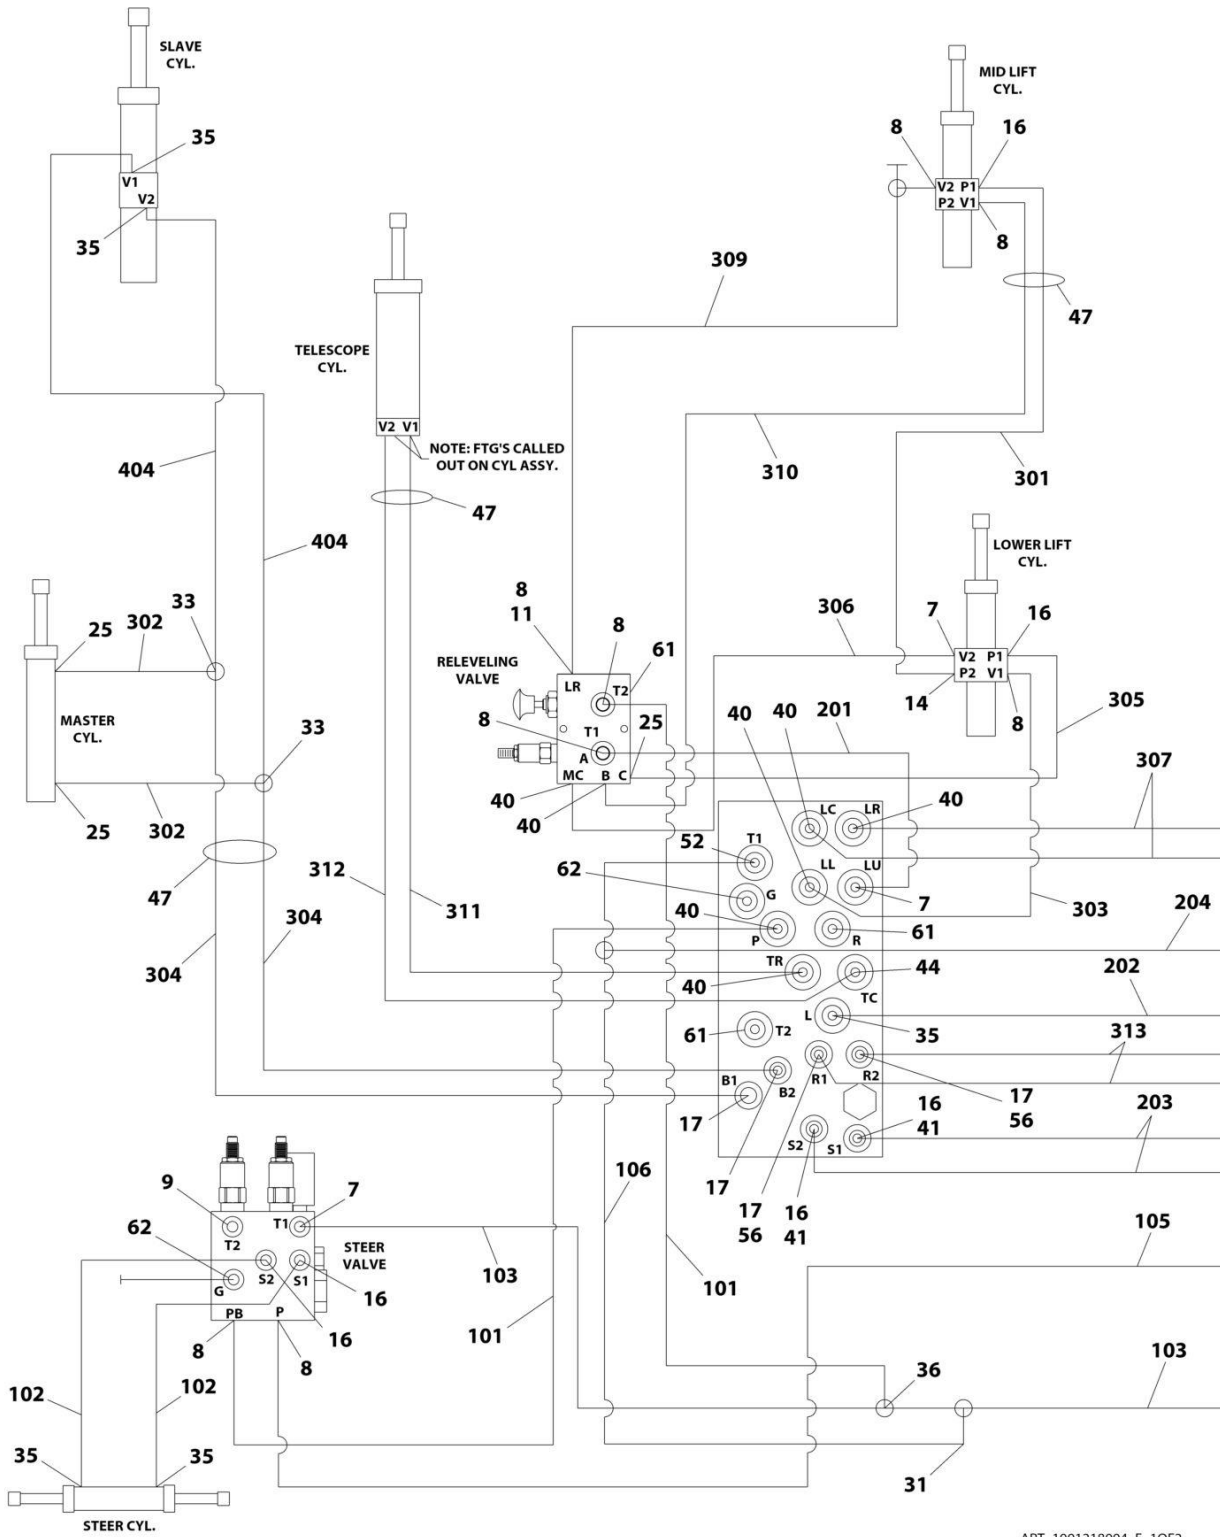 SLAVE
CYL.
35
V1
V2
35
MID LIFT
CYL.
8
16
V2 P1
P2 V1
8
47
309
TELESCOPE
CYL.
V2 V1
NOTE: FTG'S CALLED
OUT ON CYL ASSY.
47
404
310
301
404
LOWER LIFT
CYL.
33
302
25
MASTER
CYL.
33
25
302
47
8
11
8
61
RELEVELING
VALVE
LR
T2
T1
8
A
MC
B
C
25
40
40
306
7
16
V2 P1
P2 V1
14
8
305
40
40
201
307
LC
LR
40
52
T1
LL
LU
62
G
7
303
204
40
P
R
61
312
311
304
304
TR
40
44
TC
202
L
35
61
T2
313
R1
R2
B1
B2
17
17
56
16
41
203
S2
S1
17
17
56
16
41
106
9
7
62
T1
T2
STEER
VALVE
S2
S1
G
16
PB
P
16
8
8
103
101
101
105
102
102
36
103
35
35
31
STEER CYL.